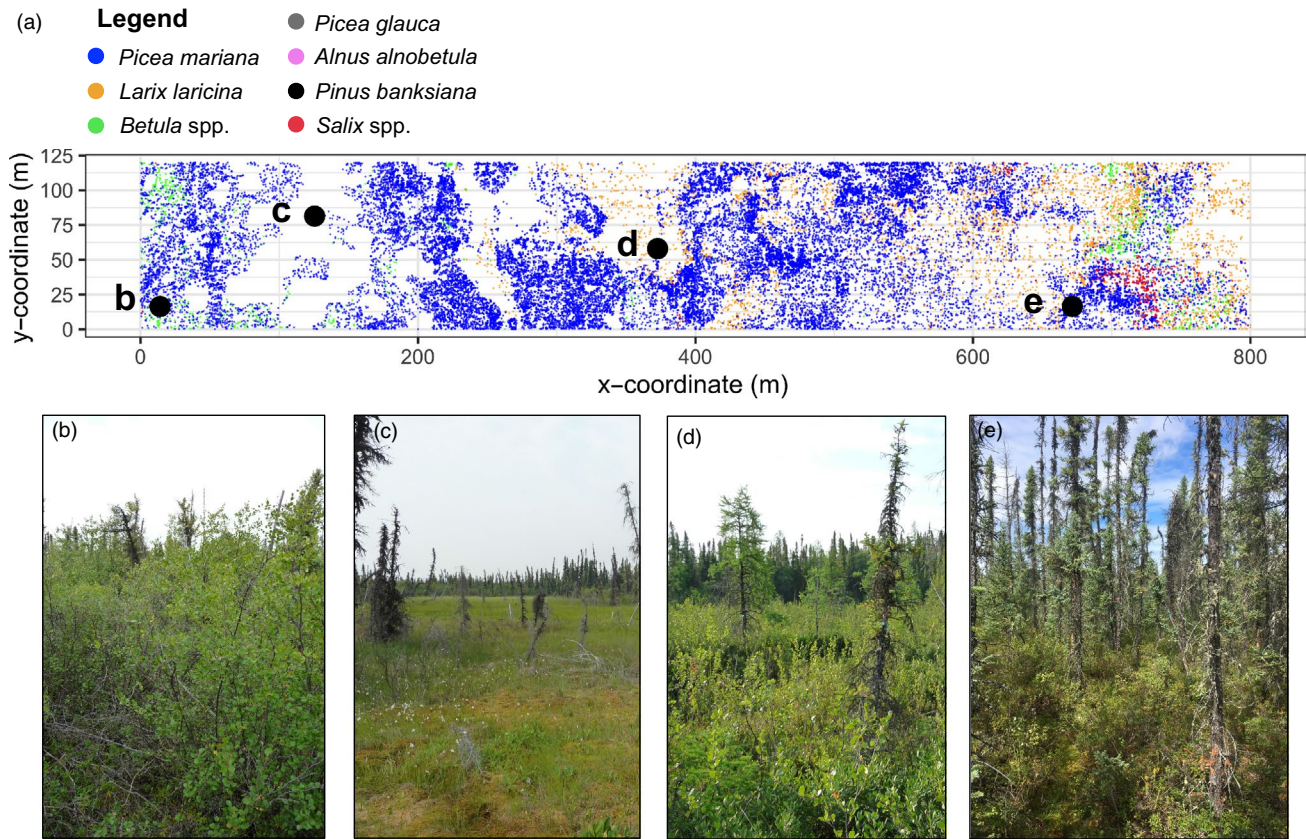 (a)
Legend
Picea mariana
Larix laricina
Betula spp.
Picea glauca
Alnus alnobetula
Pinus banksiana
Salix spp.
y−coordinate (m)
125
100
75
50
25
0
b
c
d
e
0
200
400
600
800
x−coordinate (m)
(b)
(c)
(d)
(e)